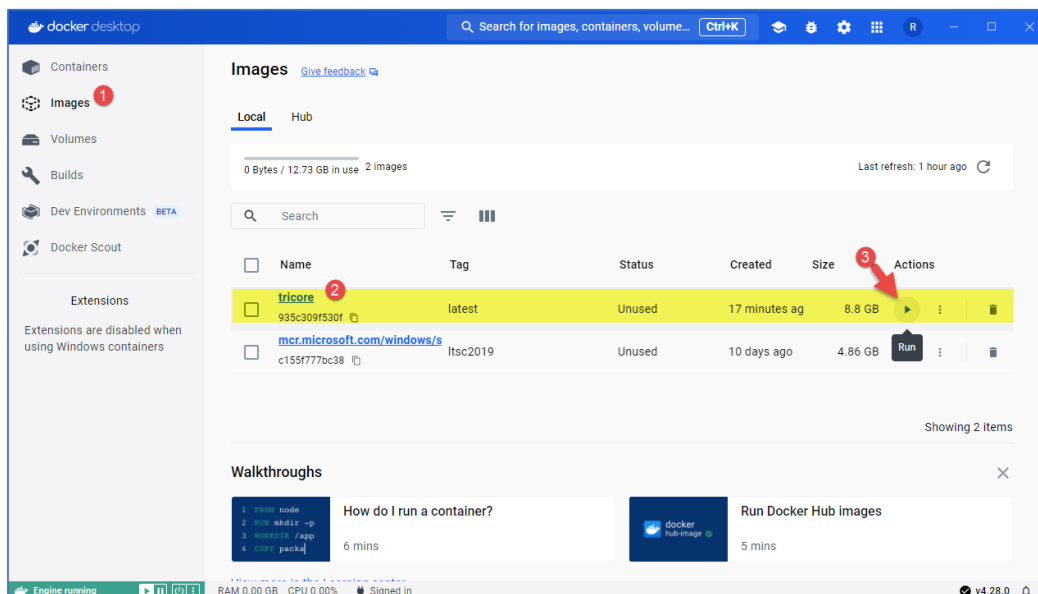 docker desktop
Search for images, containers, volume... Ctrl+K
R
Containers
Images 1
Volumes
Builds
Dev Environments BETA
Docker Scout
Extensions
Extensions are disabled when
using Windows containers
Images Give feedback
Local Hub
0 Bytes / 12.73 GB in use 2 images
Last refresh: 1 hour ago
Search
Name Tag Status Created Size 3 Actions
tricore 2
935c309f530f
latest Unused 17 minutes ag 8.8 GB
Run
mcr.microsoft.com/windows/s
c155f777bc38
ltsc2019 Unused 10 days ago 4.86 GB
Showing 2 items
Walkthroughs
1 FROM node
2 RUN mkdir -p
3 WORKDIR /app
4 COPY packa
How do I run a container?
6 mins
docker
hub-image
Run Docker Hub images
5 mins
View more in the Learning center
Engine running
RAM 0.00 GB CPU 0.00% Signed in
v4.28.0